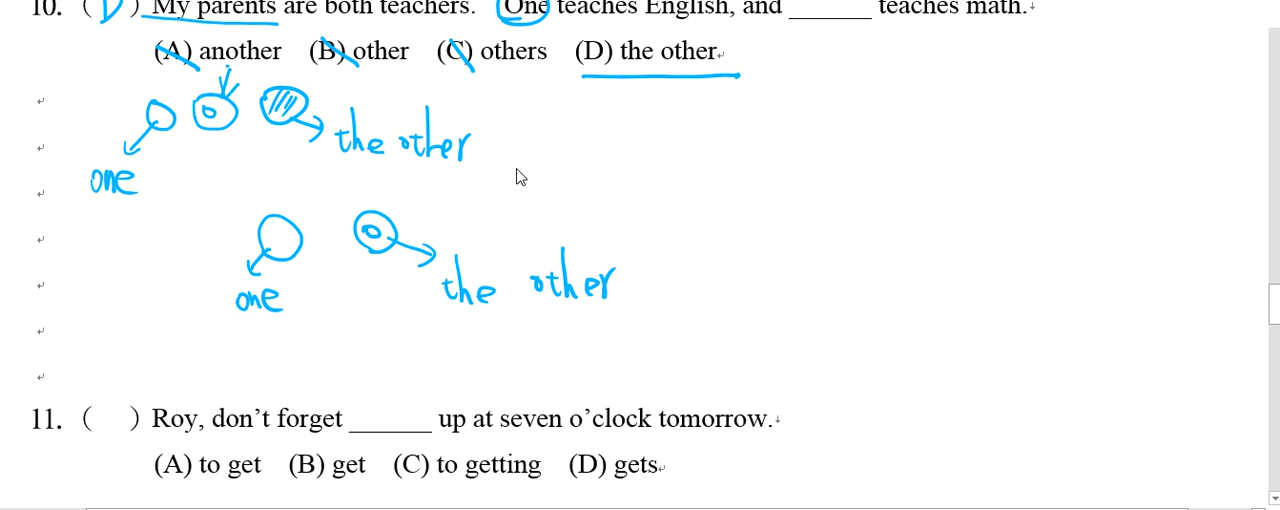 10. ( D ) My parents are both teachers. One teaches English, and ______ teaches math.
(A) another (B) other (C) others (D) the other
the other
one
the other
one
11. ( ) Roy, don't forget ______ up at seven o'clock tomorrow.
(A) to get (B) get (C) to getting (D) gets